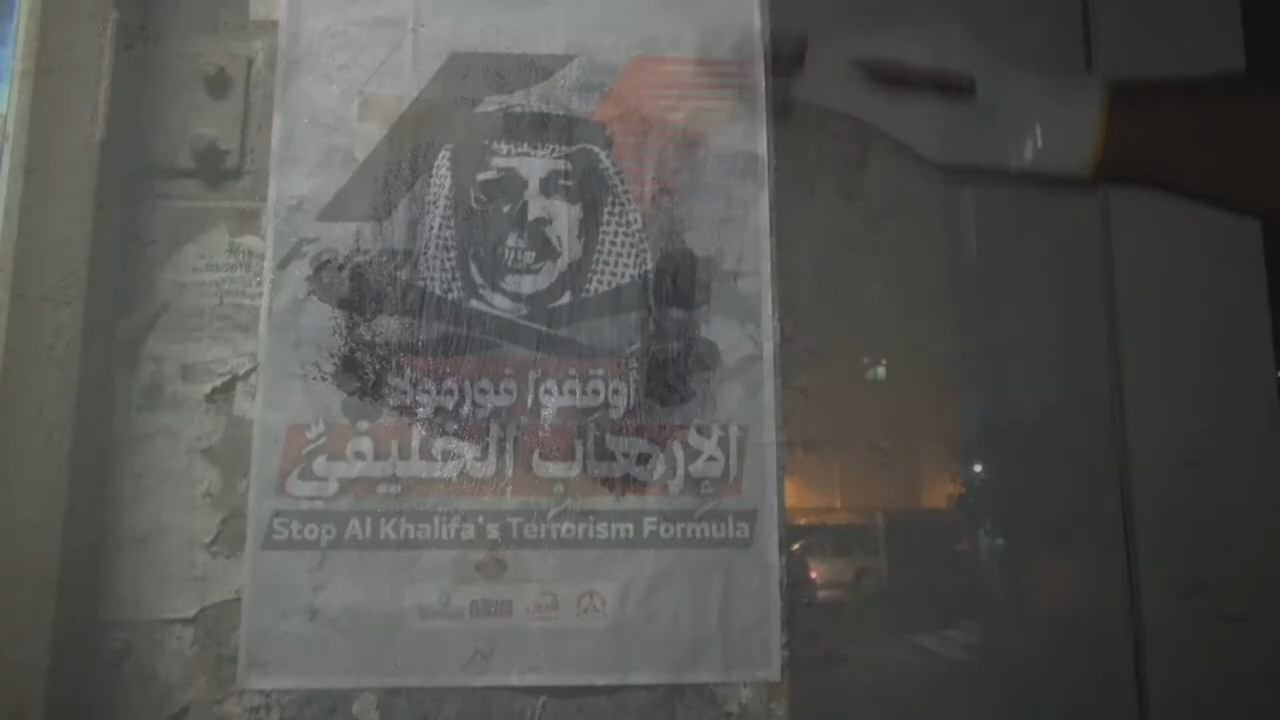 أوقفوا فورمولا
الإرهابِ الخليفيِّ
Stop Al Khalifa's Terrorism Formula